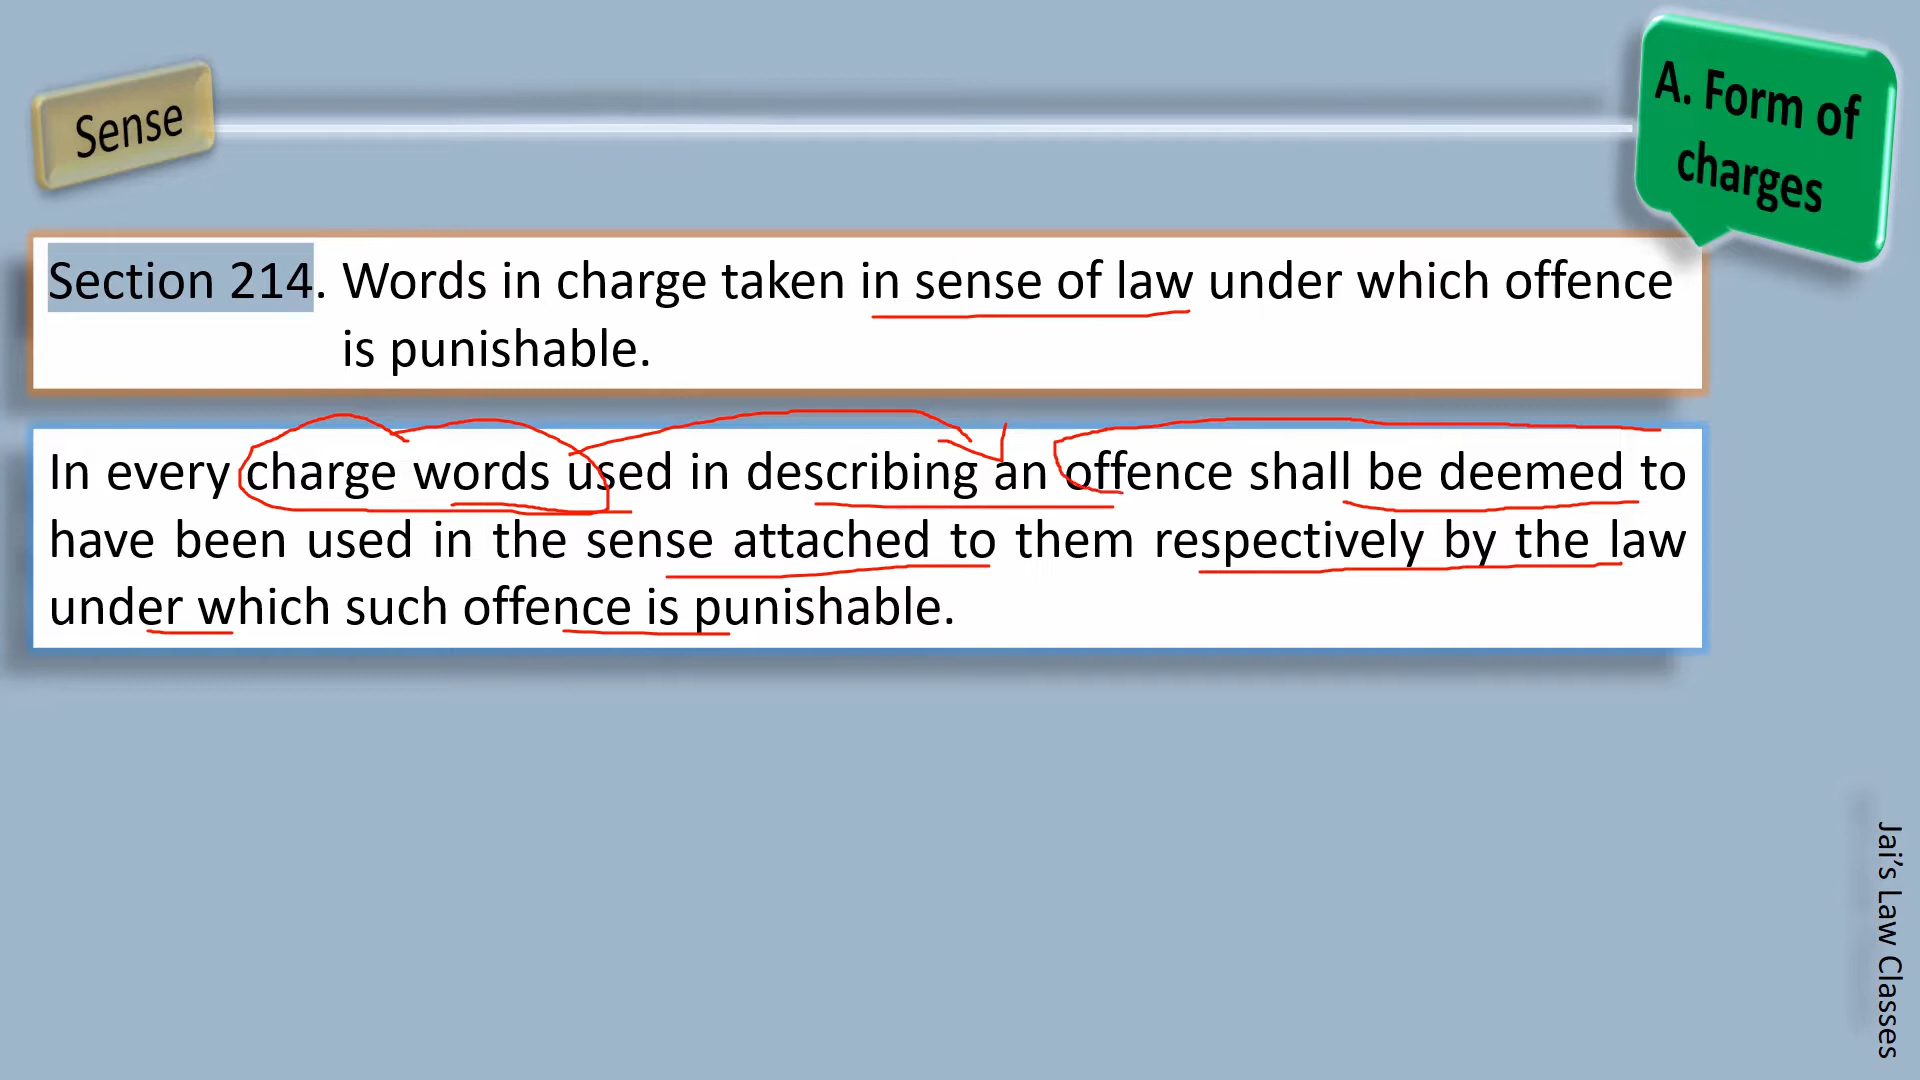 Sense
A. Form of
charges
Section 214. Words in charge taken in sense of law under which offence
is punishable.
In every charge words used in describing an offence shall be deemed to
have been used in the sense attached to them respectively by the law
under which such offence is punishable.
Jai's Law Classes